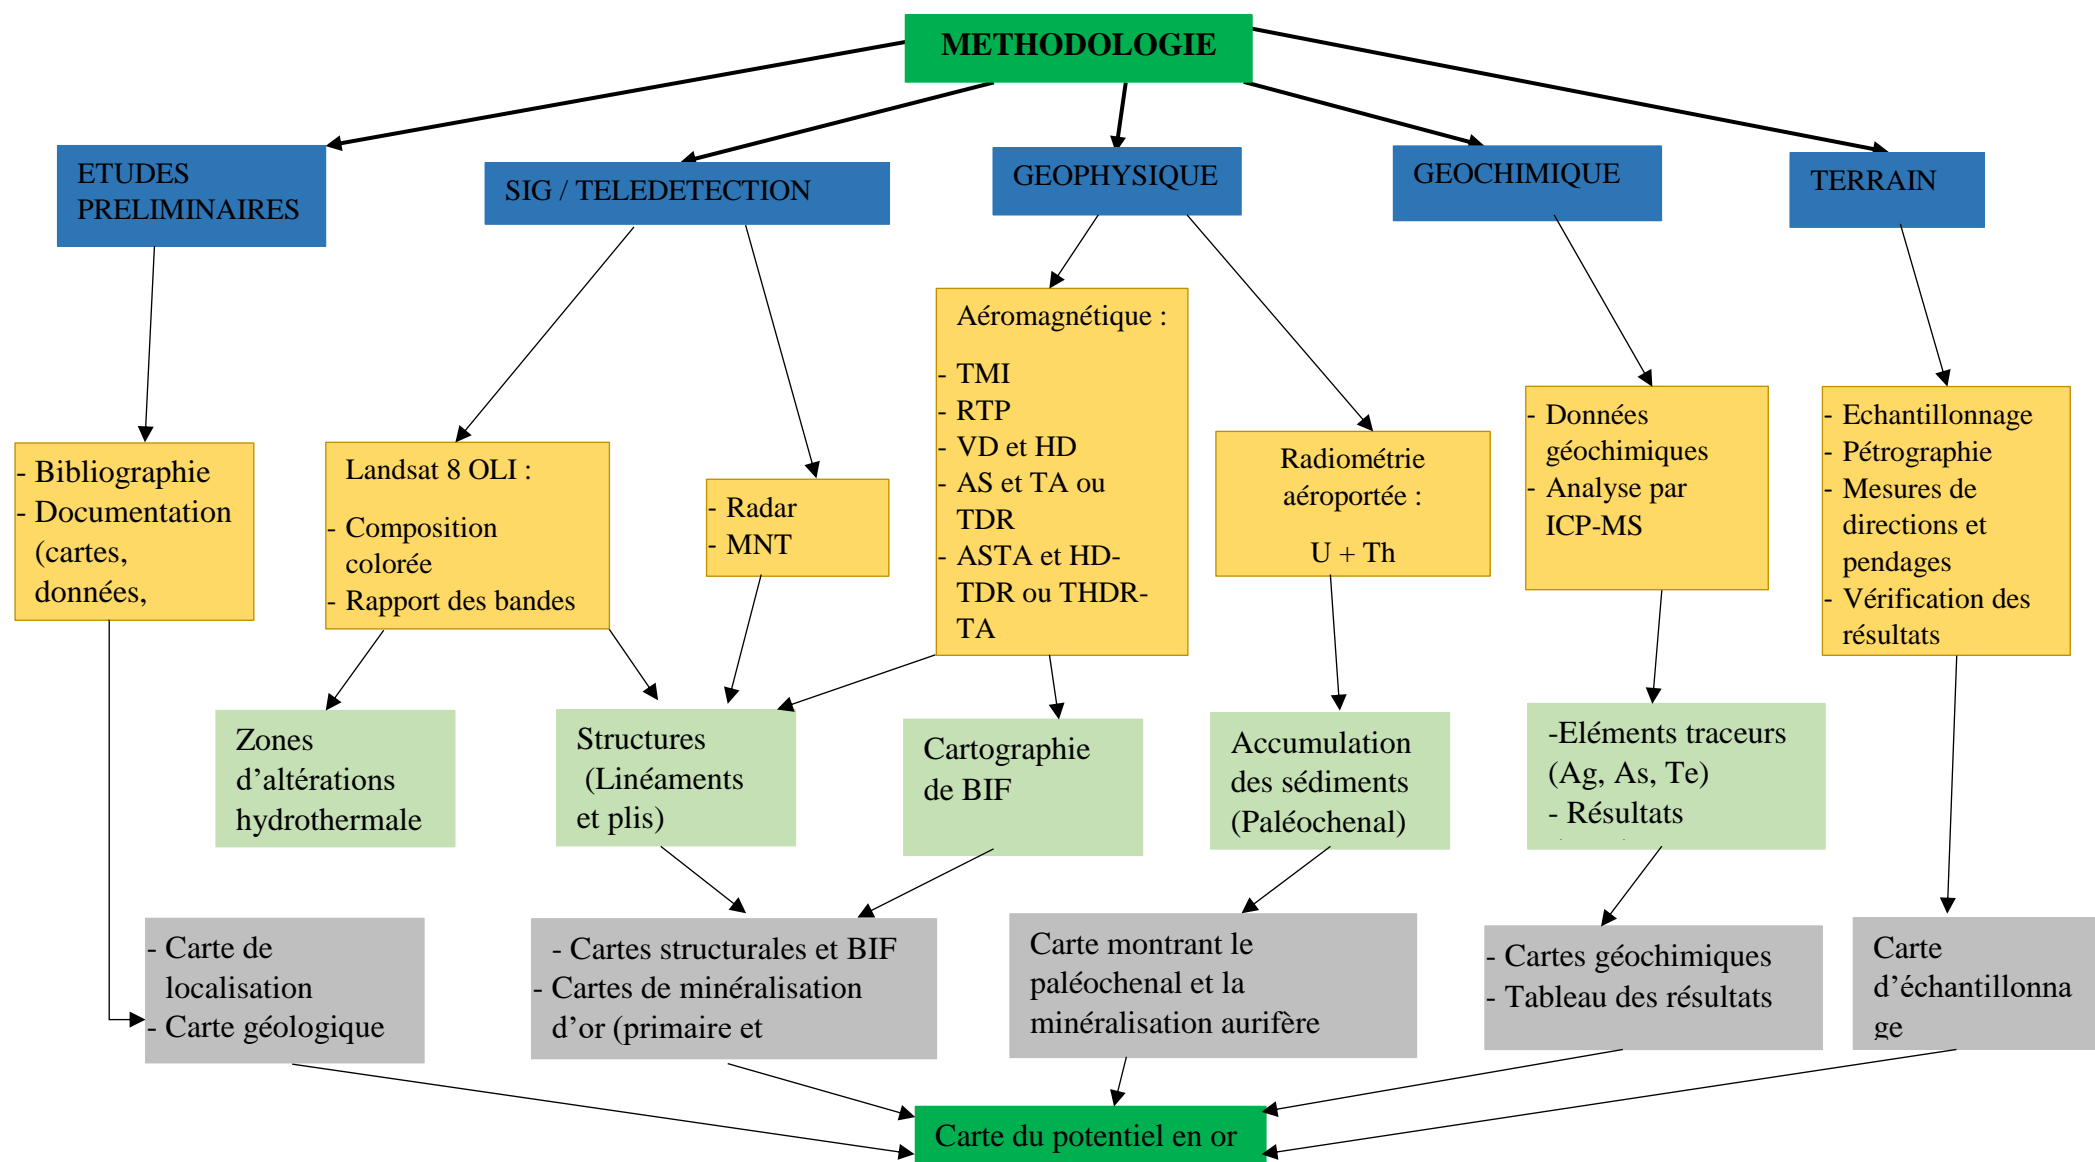 METHODOLOGIE
ETUDES
PRELIMINAIRES
SIG / TELEDETECTION
GEOPHYSIQUE
GEOCHIMIQUE
TERRAIN
- Bibliographie
- Documentation
(cartes,
données,
Landsat 8 OLI :
- Composition
colorée
- Rapport des bandes
- Radar
- MNT
Aéromagnétique :
- TMI
- RTP
- VD et HD
- AS et TA ou
TDR
- ASTA et HD-
TDR ou THDR-
TA
Radiométrie
aéroportée :
U + Th
- Données
géochimiques
- Analyse par
ICP-MS
- Echantillonnage
- Pétrographie
- Mesures de
directions et
pendages
- Vérification des
résultats
Zones
d’altérations
hydrothermale
Structures
(Linéaments
et plis)
Cartographie
de BIF
Accumulation
des sédiments
(Paléochenal)
-Eléments traceurs
(Ag, As, Te)
- Résultats
- Carte de
localisation
- Carte géologique
- Cartes structurales et BIF
- Cartes de minéralisation
d’or (primaire et
Carte montrant le
paléochenal et la
minéralisation aurifère
- Cartes géochimiques
- Tableau des résultats
Carte
d’échantillonna
ge
Carte du potentiel en or